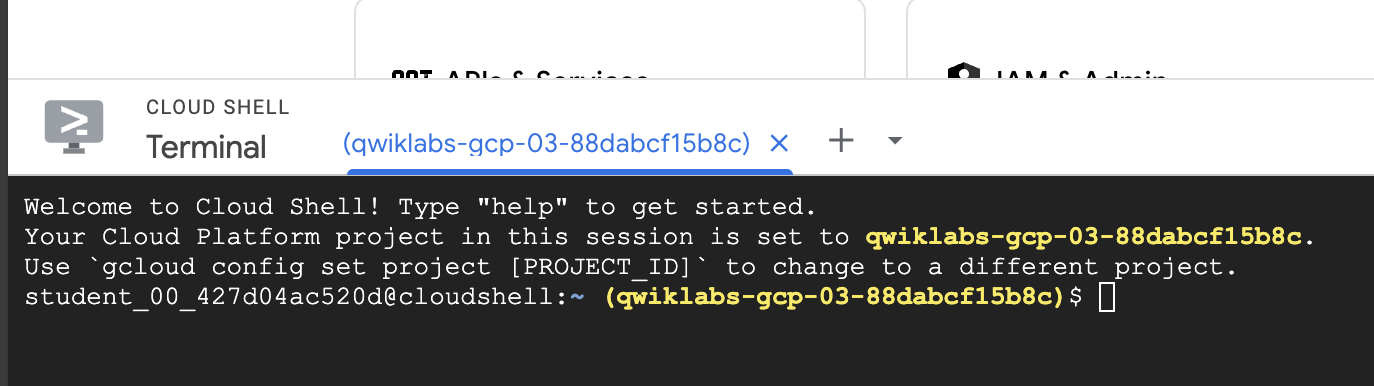 APIs & Services
IAM & Admin
CLOUD SHELL
Terminal
(qwiklabs-gcp-03-88dabcf15b8c)
Welcome to Cloud Shell! Type "help" to get started.
Your Cloud Platform project in this session is set to qwiklabs-gcp-03-88dabcf15b8c.
Use `gcloud config set project [PROJECT_ID]` to change to a different project.
student_00_427d04ac520d@cloudshell:~ (qwiklabs-gcp-03-88dabcf15b8c)$